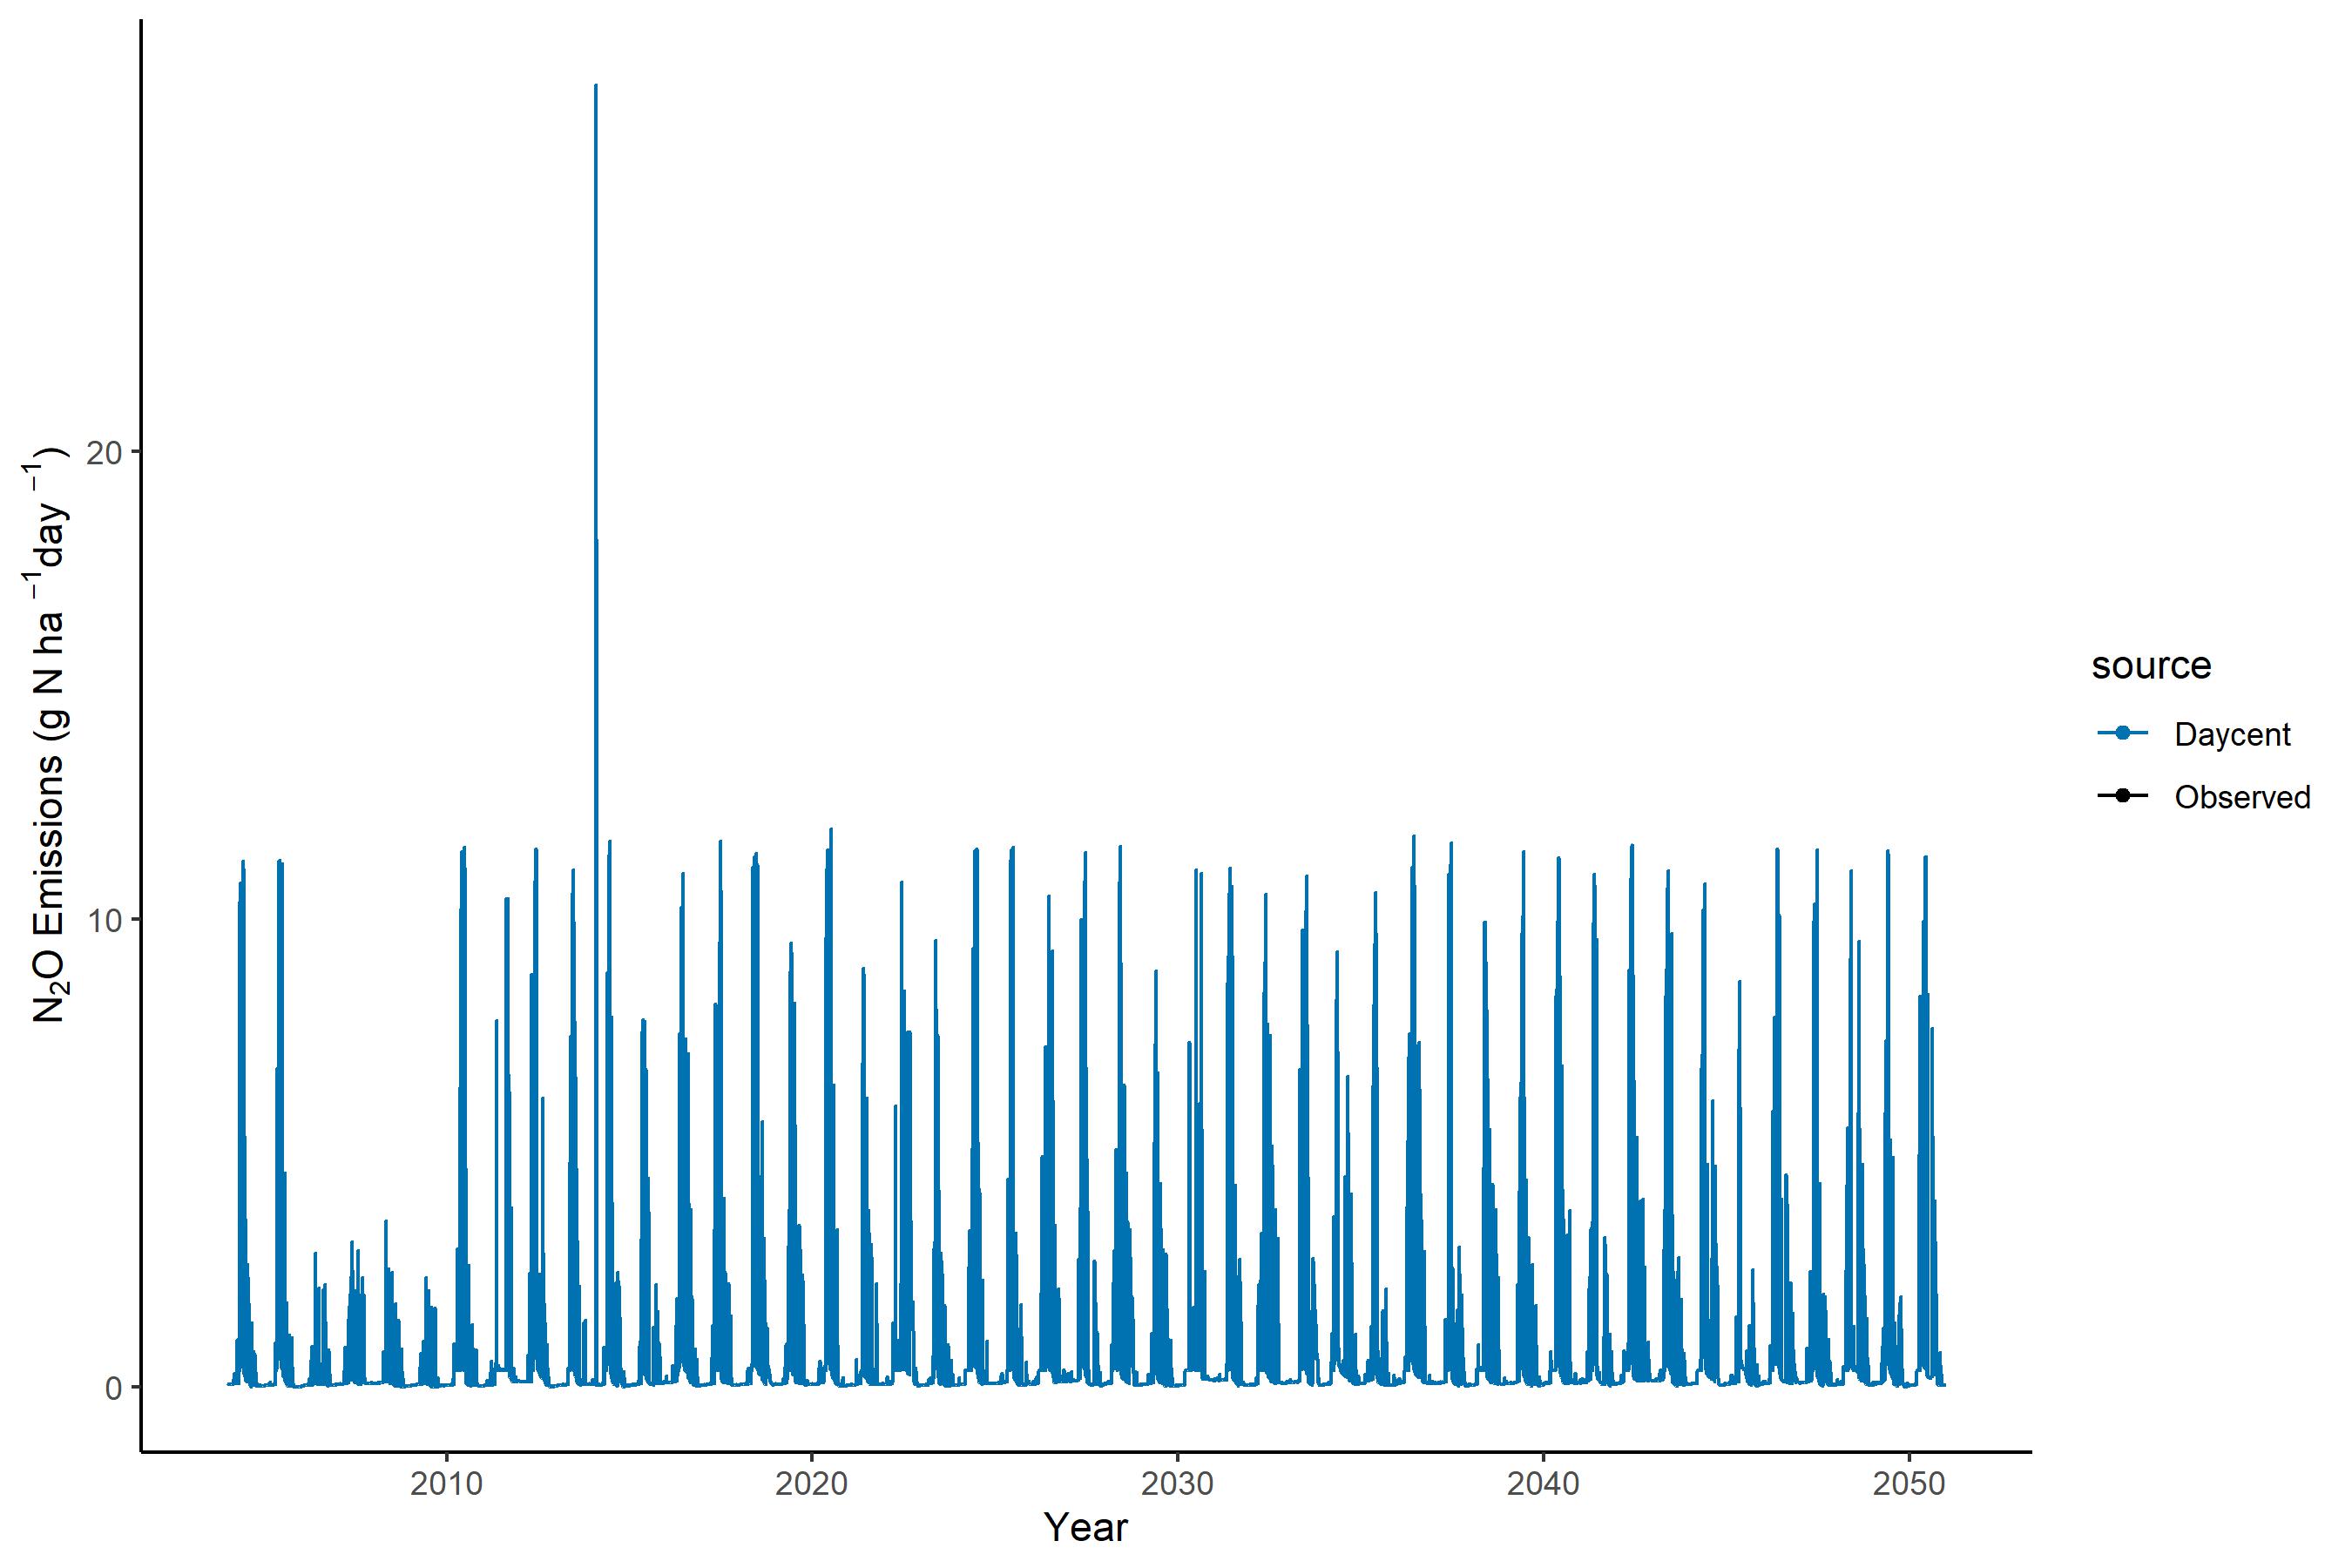 N₂O Emissions (g N ha ⁻¹day ⁻¹)
20
10
0
2010 2020 2030 2040 2050
Year
source
Daycent
Observed